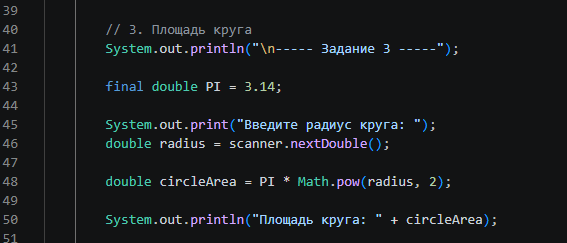 39
40 // 3. Площадь круга
41 System.out.println("\n----- Задание 3 -----");
42
43 final double PI = 3.14;
44
45 System.out.print("Введите радиус круга: ");
46 double radius = scanner.nextDouble();
47
48 double circleArea = PI * Math.pow(radius, 2);
49
50 System.out.println("Площадь круга: " + circleArea);
51